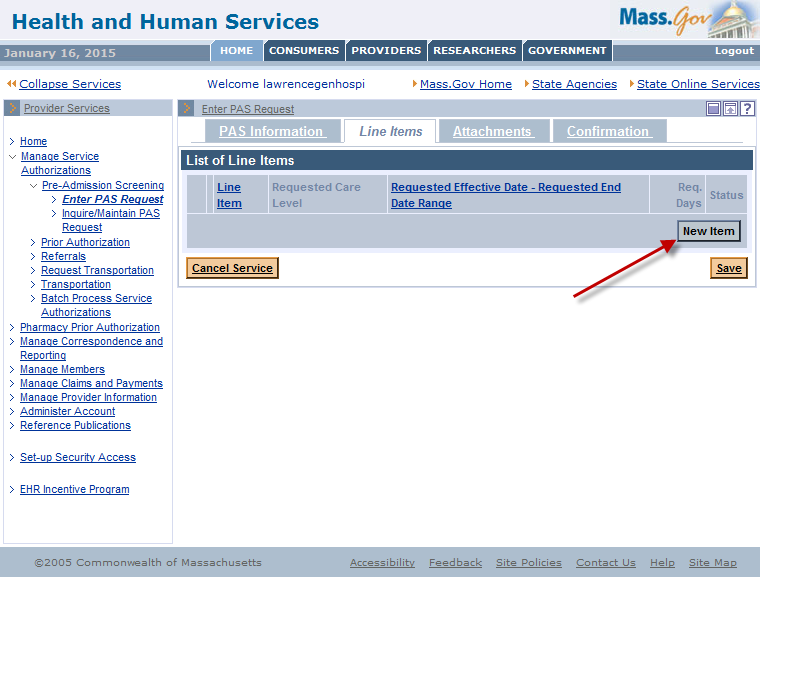 Health and Human Services
Mass.Gov
January 16, 2015
HOME
CONSUMERS
PROVIDERS
RESEARCHERS
GOVERNMENT
Logout
Collapse Services
Welcome lawrencegenhospi
Mass.Gov Home
State Agencies
State Online Services
Provider Services
Home
Manage Service
Authorizations
Pre-Admission Screening
Enter PAS Request
Inquire/Maintain PAS
Request
Prior Authorization
Referrals
Request Transportation
Transportation
Batch Process Service
Authorizations
Pharmacy Prior Authorization
Manage Correspondence and
Reporting
Manage Members
Manage Claims and Payments
Manage Provider Information
Administer Account
Reference Publications
Set-up Security Access
EHR Incentive Program
Enter PAS Request
?
PAS Information
Line Items
Attachments
Confirmation
List of Line Items
Line
Item
Requested Care
Level
Requested Effective Date - Requested End
Date Range
Req.
Days
Status
New Item
Cancel Service
Save
©2005 Commonwealth of Massachusetts
Accessibility
Feedback
Site Policies
Contact Us
Help
Site Map